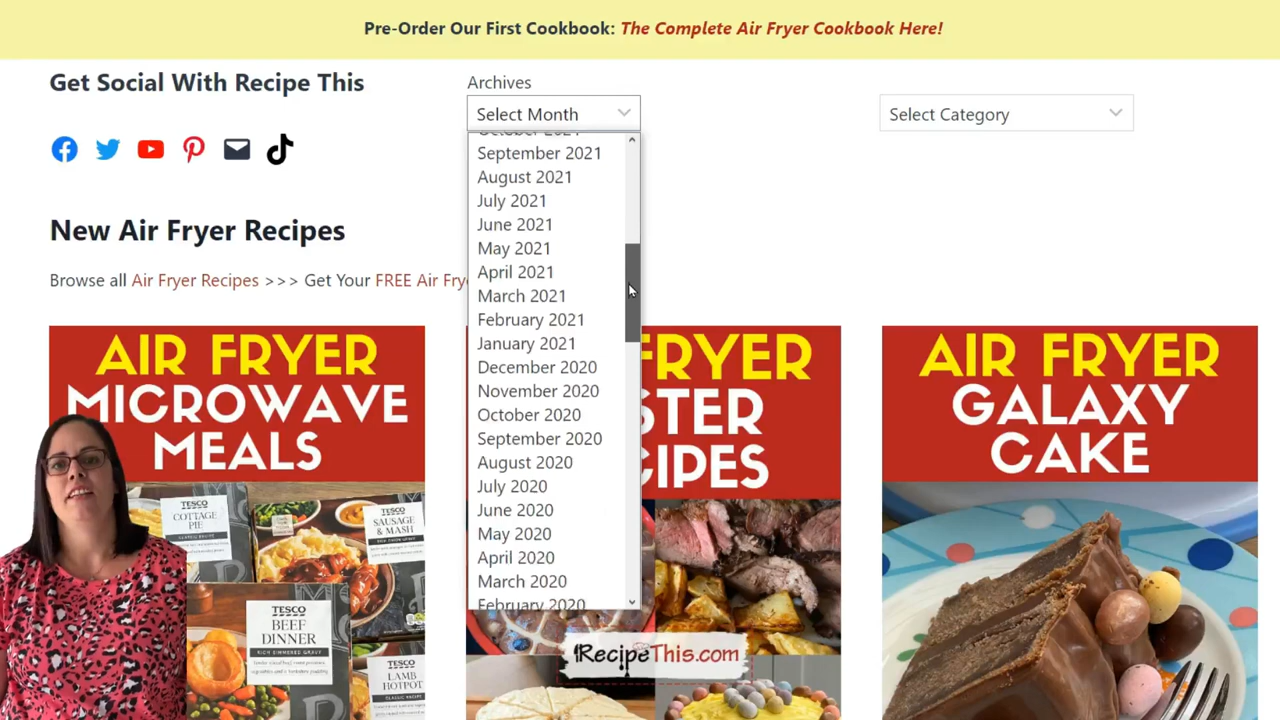 Pre-Order Our First Cookbook: The Complete Air Fryer Cookbook Here!
Get Social With Recipe This
Archives
Select Month
Select Category
October 2021
September 2021
August 2021
July 2021
June 2021
May 2021
April 2021
March 2021
February 2021
January 2021
December 2020
November 2020
October 2020
September 2020
August 2020
July 2020
June 2020
May 2020
April 2020
March 2020
February 2020
New Air Fryer Recipes
Browse all Air Fryer Recipes >>> Get Your FREE Air Frye
AIR FRYER
MICROWAVE
MEALS
FRYER
STER
CIPES
AIR FRYER
GALAXY
CAKE
TESCO
COTTAGE
PIE
TESCO
SAUSAGE
& MASH
TESCO
BEEF
DINNER
TESCO
LAMB
HOTPOT
RecipeThis.com